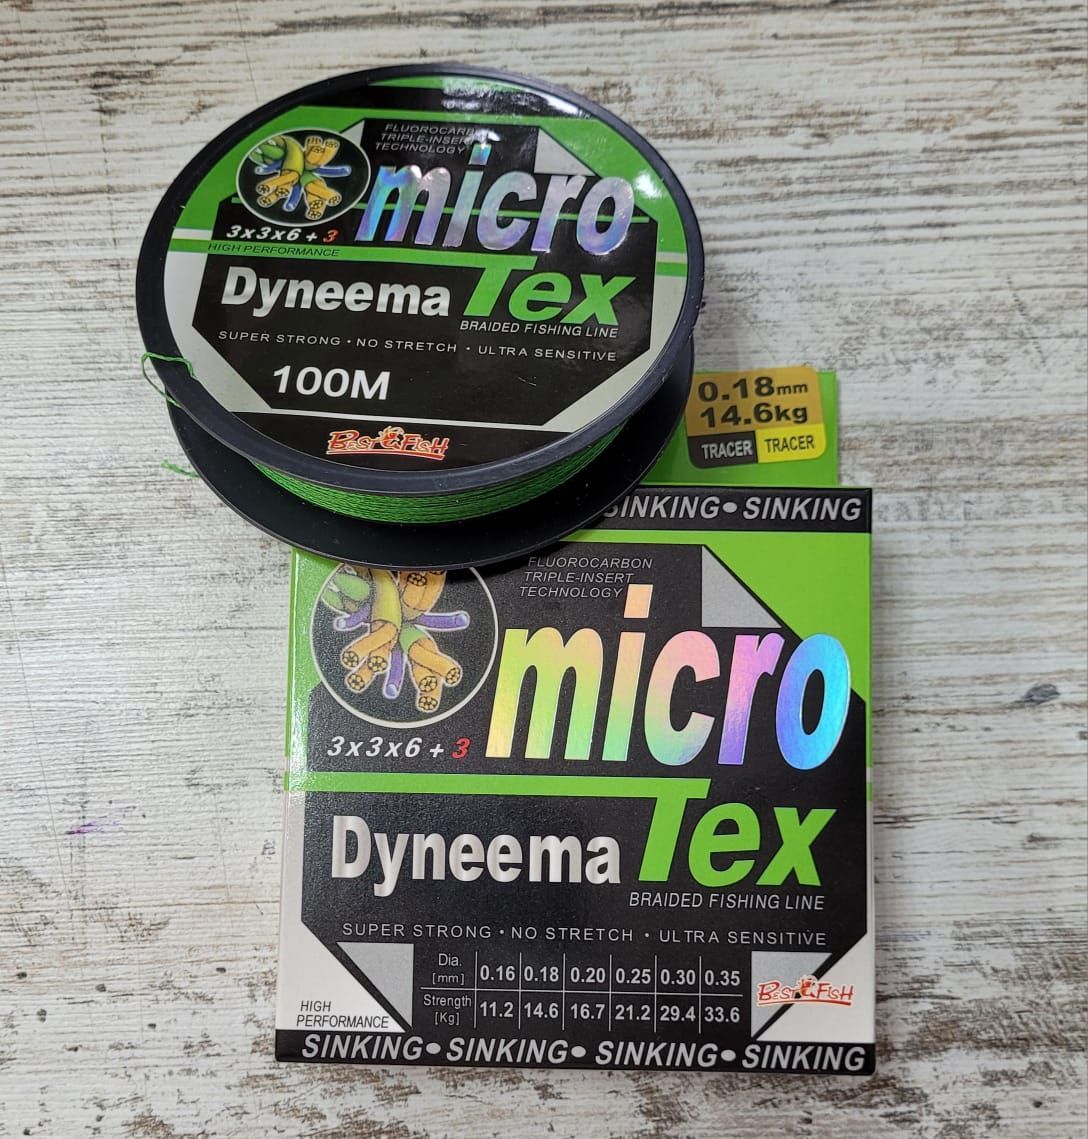 FLUOROCARB
TRIPLE-INSERT
TECHNOLOGY
micro
3x3x6 + 3
HIGH PERFORMANCE
Dyneema Tex
BRAIDED FISHING LINE
SUPER STRONG • NO STRETCH • ULTRA SENSITIVE
100M
BEST FISH
0.18mm
14.6kg
TRACER TRACER
SINKING • SINKING
FLUOROCARBON
TRIPLE-INSERT
TECHNOLOGY
micro
3x3x6 + 3
Dyneema Tex
BRAIDED FISHING LINE
SUPER STRONG • NO STRETCH • ULTRA SENSITIVE
Dia. [mm] 0.16 0.18 0.20 0.25 0.30 0.35
Strength [Kg] 11.2 14.6 16.7 21.2 29.4 33.6
BEST FISH
HIGH
PERFORMANCE
SINKING • SINKING • SINKING • SINKING